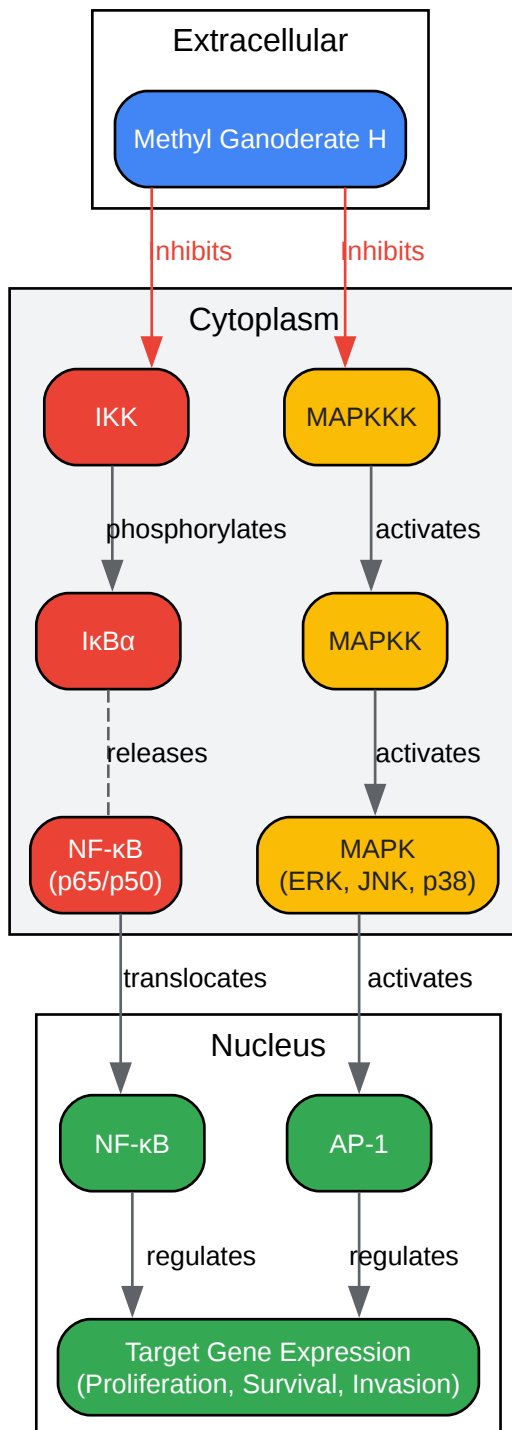 Extracellular
Methyl Ganoderate H
Inhibits
Inhibits
Cytoplasm
IKK
MAPKKK
phosphorylates
activates
IκBα
MAPKK
releases
activates
NF-κB
(p65/p50)
MAPK
(ERK, JNK, p38)
translocates
activates
Nucleus
NF-κB
AP-1
regulates
regulates
Target Gene Expression
(Proliferation, Survival, Invasion)